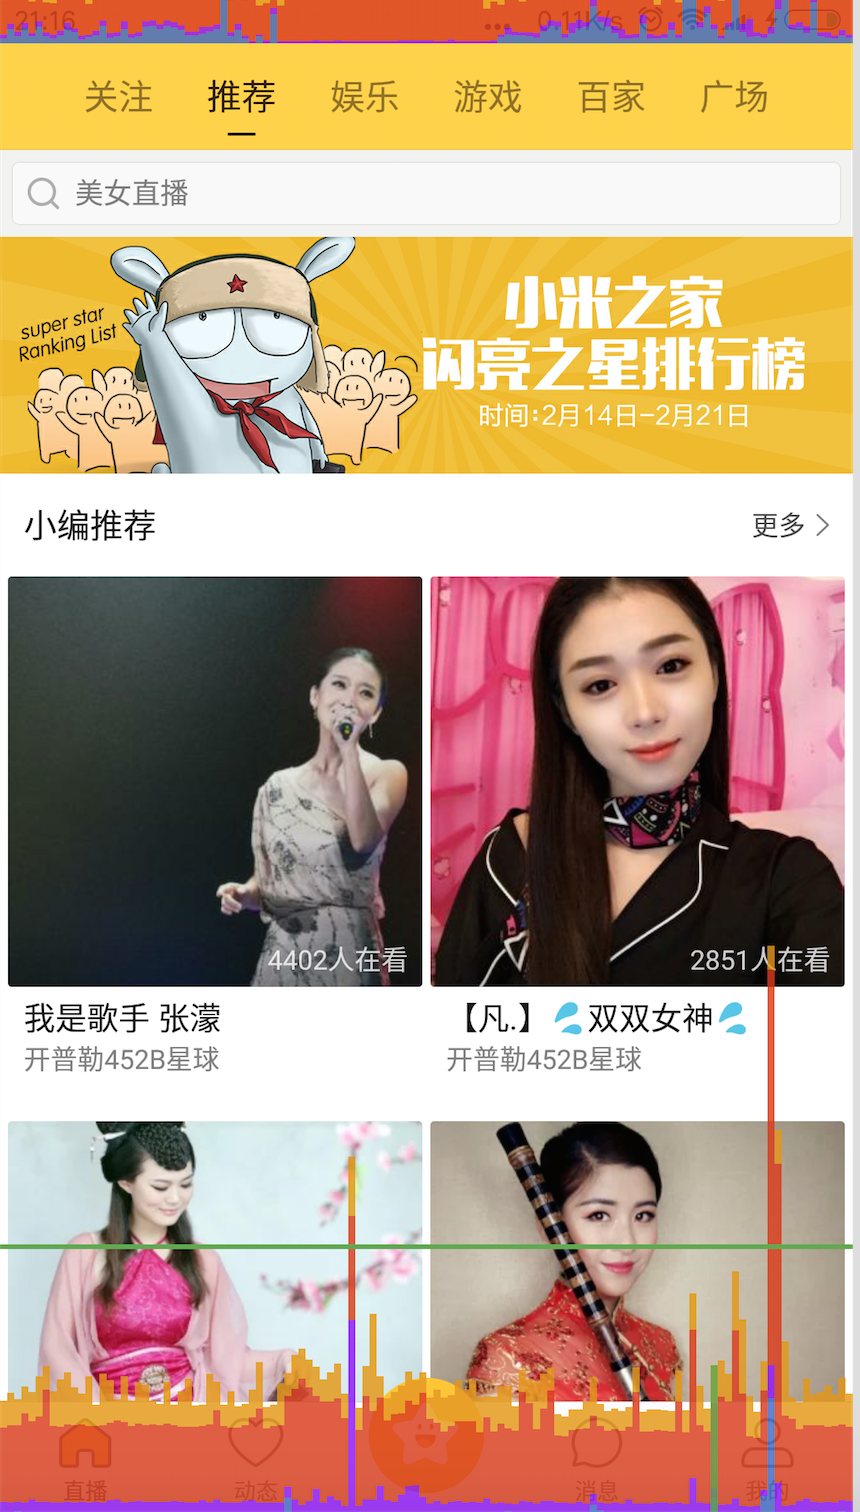 21:16 ... 0.11K/s
关注 推荐 娱乐 游戏 百家 广场
美女直播
super star
Ranking List
小米之家
闪亮之星排行榜
时间:2月14日-2月21日
小编推荐 更多
4402人在看 2851人在看
我是歌手 张濛 【凡.】💦双双女神💦
开普勒452B星球 开普勒452B星球
直播 动态 消息 我的